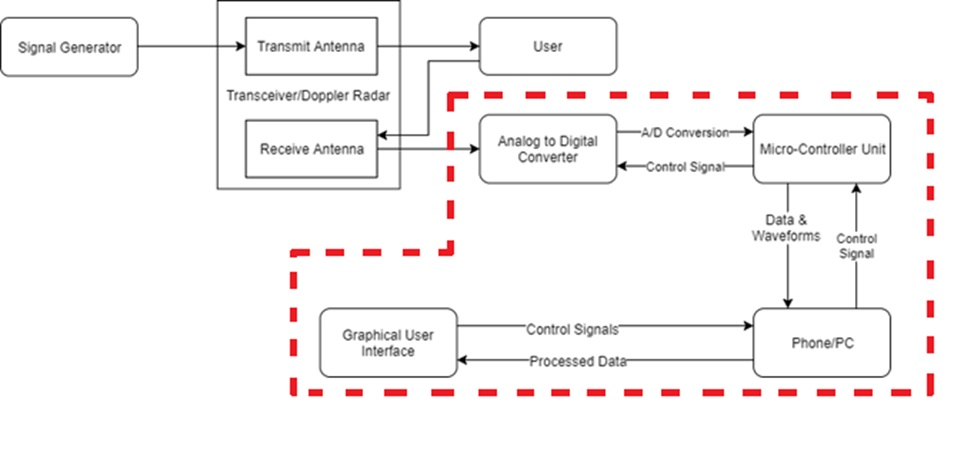 Signal Generator
Transmit Antenna
User
Transceiver/Doppler Radar
Receive Antenna
Analog to Digital
Converter
A/D Conversion
Control Signal
Micro-Controller Unit
Data &
Waveforms
Control
Signal
Graphical User
Interface
Control Signals
Processed Data
Phone/PC